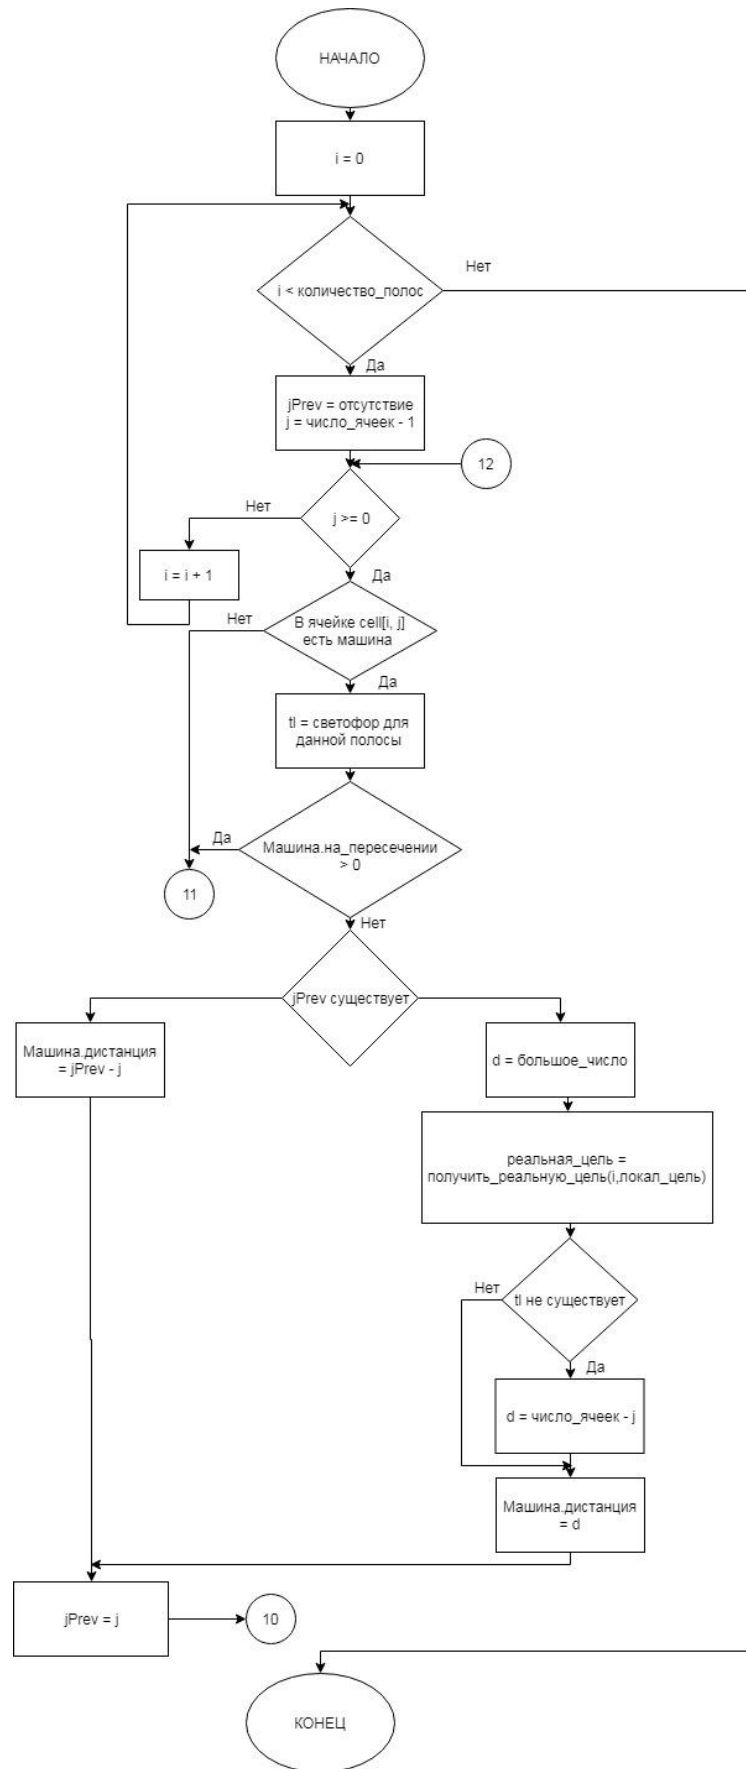 НАЧАЛО
i = 0
Нет
i < количество_полос
Да
jPrev = отсутствие
j = число_ячеек - 1
12
Нет
j >= 0
i = i + 1
Да
Нет
В ячейке cell[i, j]
есть машина
Да
tl = светофор для
данной полосы
Да
Машина.на_пересечении
> 0
11
Нет
jPrev существует
Машина.дистанция
= jPrev - j
d = большое_число
реальная_цель =
получить_реальную_цель(i,локал_цель)
Нет
tl не существует
Да
d = число_ячеек - j
Машина.дистанция
= d
jPrev = j
10
КОНЕЦ